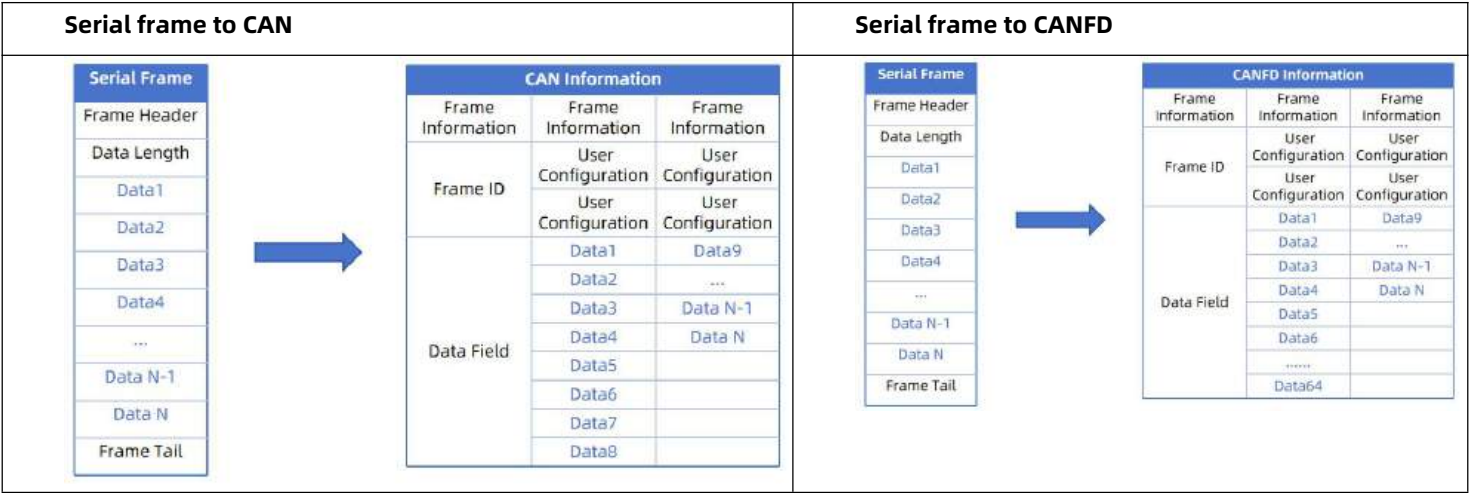 Serial frame to CAN
Serial Frame
Frame Header
Data Length
Data1
Data2
Data3
Data4
...
Data N-1
Data N
Frame Tail
CAN Information
Frame Information Frame Information Frame Information
Frame ID User Configuration User Configuration
User Configuration User Configuration
Data Field Data1 Data9
Data2 ...
Data3 Data N-1
Data4 Data N
Data5
Data6
Data7
Data8
Serial frame to CANFD
Serial Frame
Frame Header
Data Length
Data1
Data2
Data3
Data4
...
Data N-1
Data N
Frame Tail
CANFD Information
Frame Information Frame Information Frame Information
Frame ID User Configuration User Configuration
User Configuration User Configuration
Data Field Data1 Data9
Data2 ...
Data3 Data N-1
Data4 Data N
Data5
Data6
......
Data64